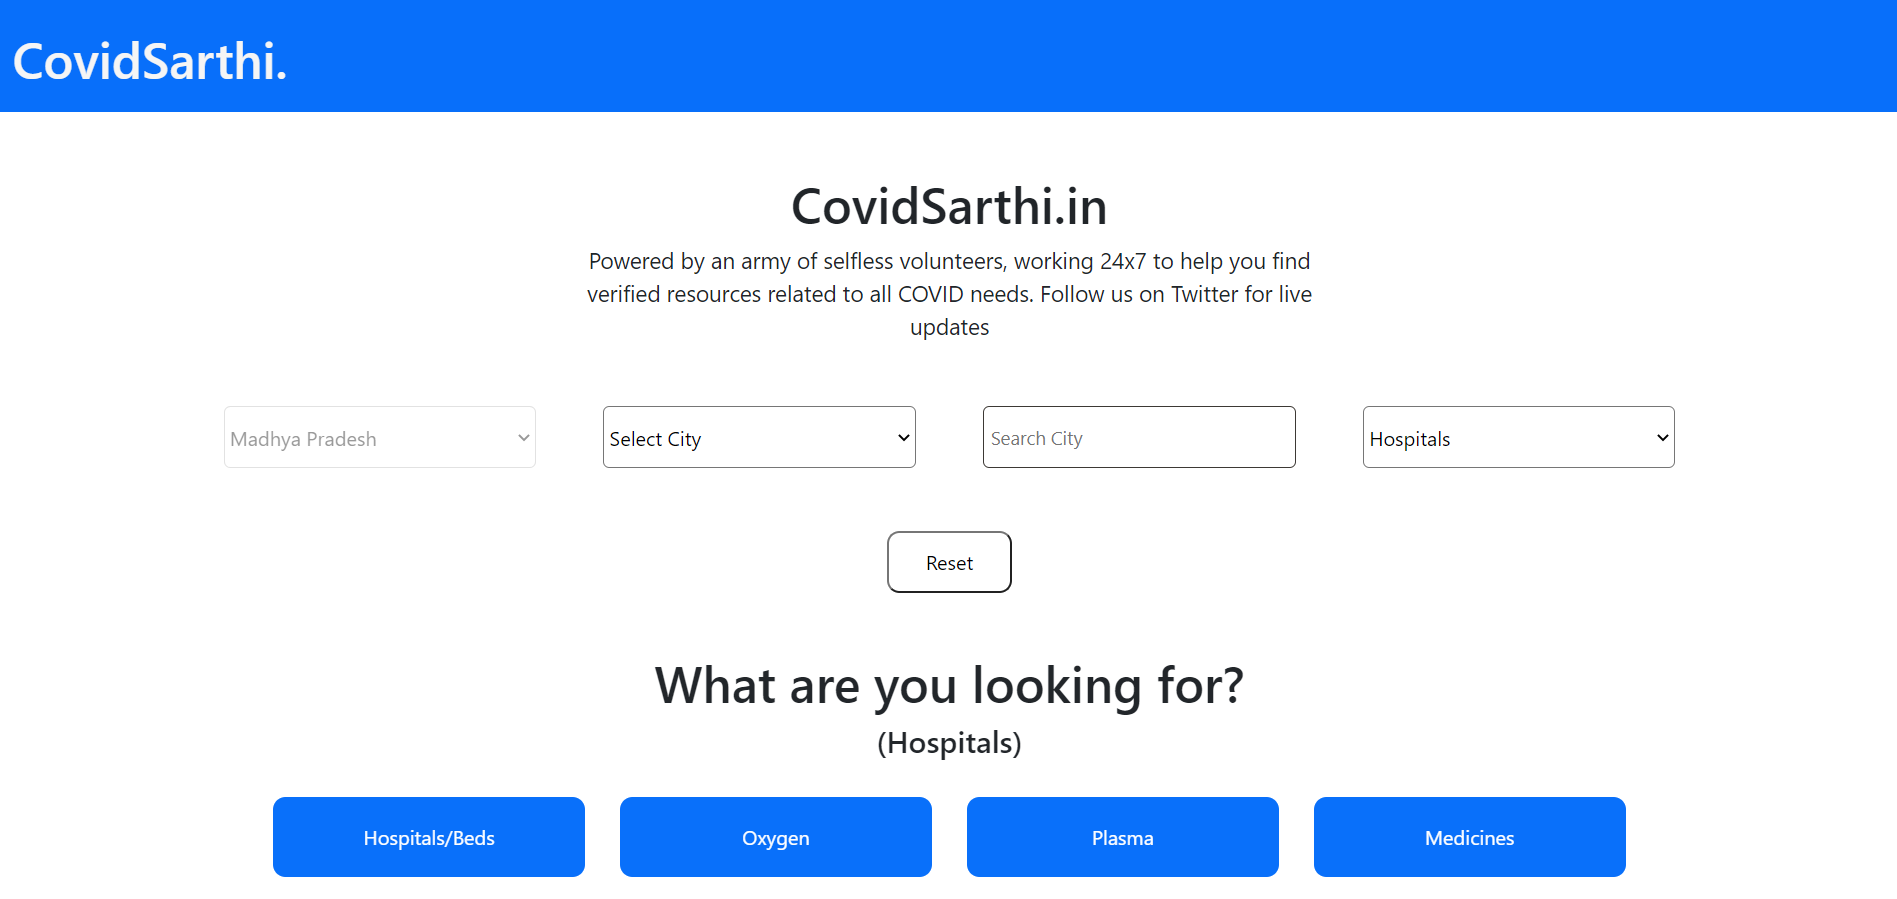 CovidSarthi.
CovidSarthi.in
Powered by an army of selfless volunteers, working 24x7 to help you find
verified resources related to all COVID needs. Follow us on Twitter for live
updates
Madhya Pradesh
Select City
Search City
Hospitals
Reset
What are you looking for?
(Hospitals)
Hospitals/Beds
Oxygen
Plasma
Medicines